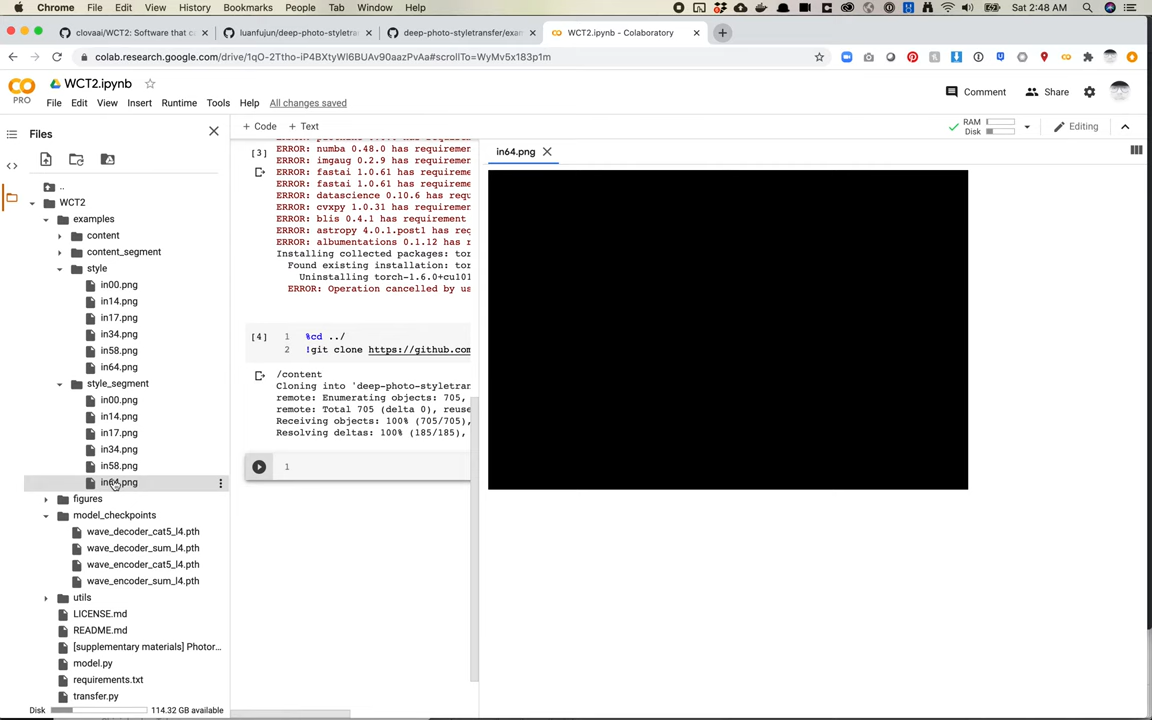 Chrome File Edit View History Bookmarks People Tab Window Help Sat 2:48 AM
clovaai/WCT2: Software that c luanfujun/deep-photo-styletra deep-photo-styletransfer/exan WCT2.ipynb - Colaboratory
colab.research.google.com/drive/1qO-2Ttho-iP4BXtyWl6BUAv90aazPvAa#scrollTo=WyMv5x183p1m
CO
PRO
WCT2.ipynb
File Edit View Insert Runtime Tools Help All changes saved
Comment Share
Files
+ Code + Text
RAM
Disk
Editing
..
WCT2
examples
content
content_segment
style
in00.png
in14.png
in17.png
in34.png
in58.png
in64.png
style_segment
in00.png
in14.png
in17.png
in34.png
in58.png
in64.png
figures
model_checkpoints
wave_decoder_cat5_l4.pth
wave_decoder_sum_l4.pth
wave_encoder_cat5_l4.pth
wave_encoder_sum_l4.pth
utils
LICENSE.md
README.md
[supplementary materials] Photor...
model.py
requirements.txt
transfer.py
Disk 114.32 GB available
[3]
ERROR: numba 0.48.0 has requirement
ERROR: imgaug 0.2.9 has requirement
ERROR: fastai 1.0.61 has requiremen
ERROR: fastai 1.0.61 has requiremen
ERROR: datascience 0.10.6 has requi
ERROR: cvxpy 1.0.31 has requirement
ERROR: blis 0.4.1 has requirement
ERROR: astropy 4.0.1.post1 has req
ERROR: albumentations 0.1.12 has r
Installing collected packages: tor
Found existing installation: tor
Uninstalling torch-1.6.0+cu101
ERROR: Operation cancelled by us
[4] 1 %cd ../
2 !git clone https://github.com
/content
Cloning into 'deep-photo-styletran
remote: Enumerating objects: 705,
remote: Total 705 (delta 0), reuse
Receiving objects: 100% (705/705),
Resolving deltas: 100% (185/185),
1
in64.png